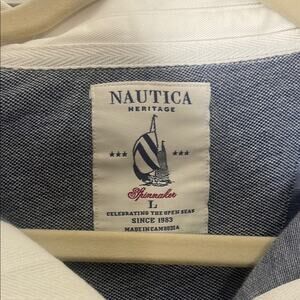 NAUTICA
HERITAGE
Spinnaker
L
CELEBRATING THE OPEN SEAS
SINCE 1983
MADE IN CAMBODIA